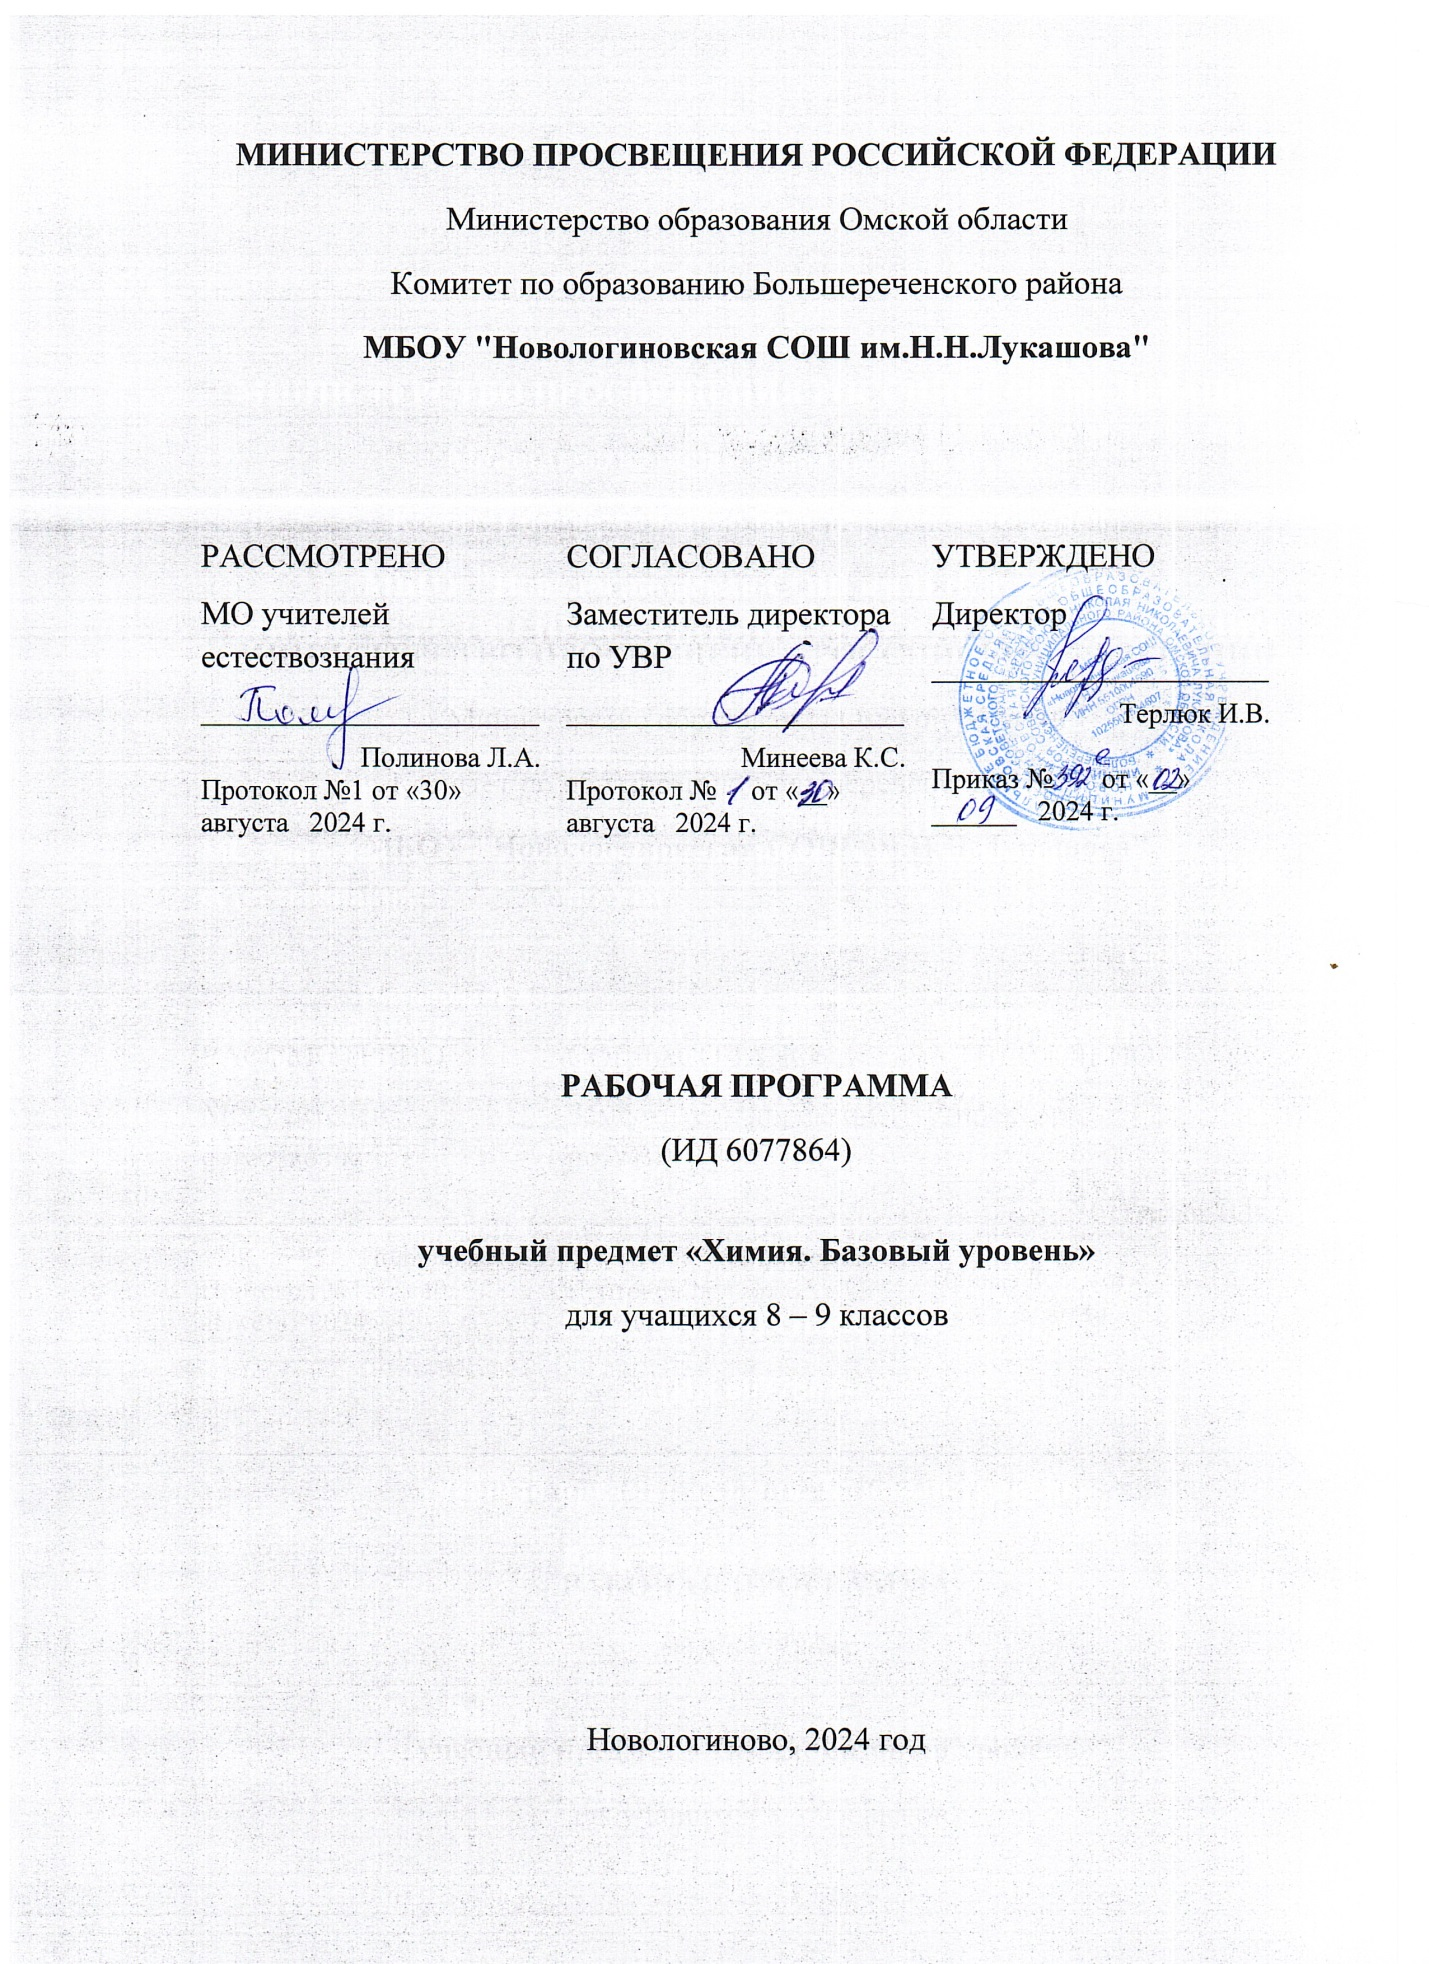 МИНИСТЕРСТВО ПРОСВЕЩЕНИЯ РОССИЙСКОЙ ФЕДЕРАЦИИ
Министерство образования Омской области
Комитет по образованию Большереченского района
МБОУ "Новологиновская СОШ им.Н.Н.Лукашова"
РАССМОТРЕНО
МО учителей
естествознания
Полинова Л.А.
Протокол №1 от «30»
августа 2024 г.
СОГЛАСОВАНО
Заместитель директора
по УВР
Минеева К.С.
Протокол № 1 от «30»
августа 2024 г.
УТВЕРЖДЕНО
Директор
Терлюк И.В.
Приказ №392 е от «02»
09 2024 г.
РАБОЧАЯ ПРОГРАММА
(ИД 6077864)
учебный предмет «Химия. Базовый уровень»
для учащихся 8 – 9 классов
Новологиново, 2024 год